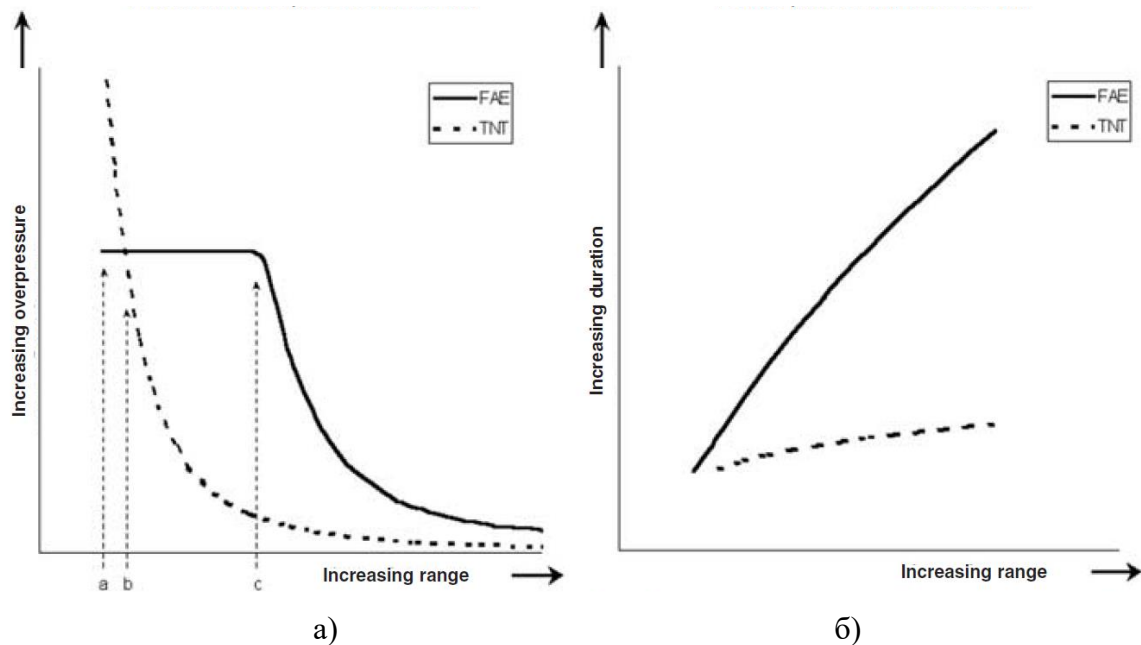 FAE
TNT
Increasing overpressure
a b c
Increasing range
а)
FAE
TNT
Increasing duration
Increasing range
б)